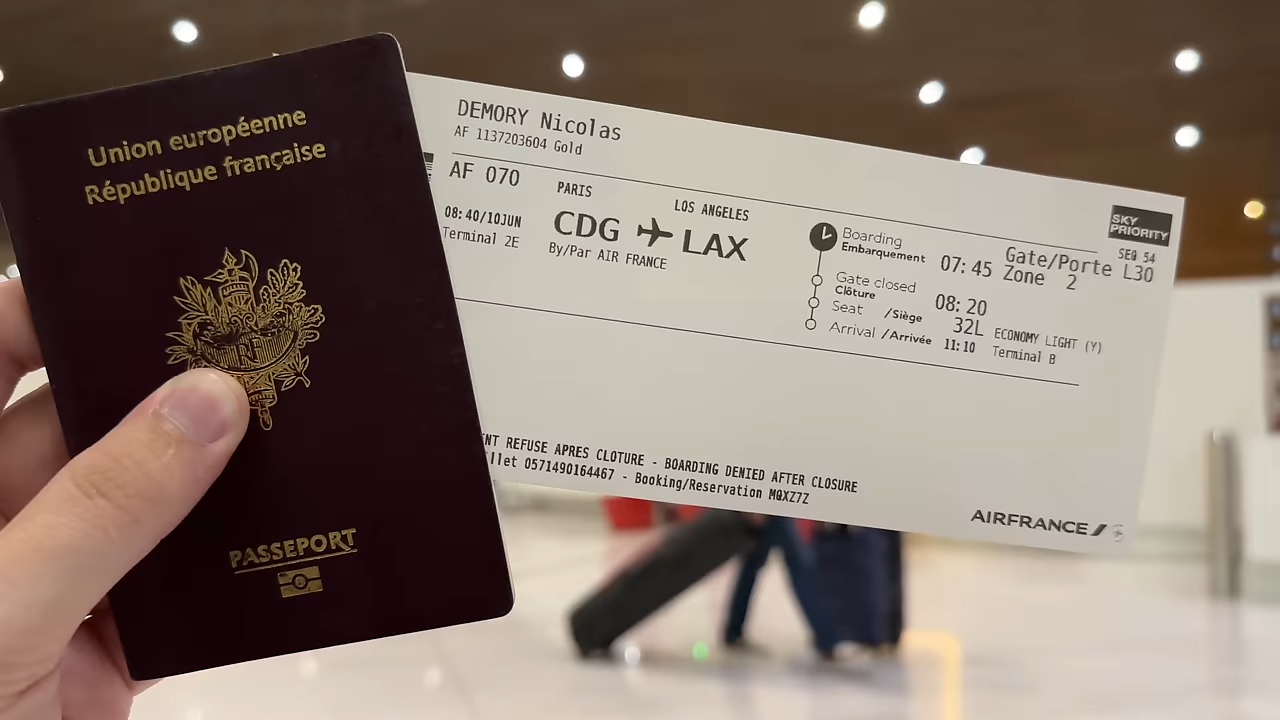 Union européenne
République française
PASSEPORT
DEMORY Nicolas
AF 1137203604 Gold
AF 070
08:40/10JUN
Terminal 2E
PARIS
LOS ANGELES
CDG LAX
By/Par AIR FRANCE
Boarding
Embarquement
07:45
Gate/Porte L30
Zone 2
Gate closed
Clôture
08:20
Seat /Siège 32L ECONOMY LIGHT (Y)
Arrival /Arrivée 11:10 Terminal B
SKY
PRIORITY
SEQ 54
REFUSE APRES CLOTURE - BOARDING DENIED AFTER CLOSURE
0571490164467 - Booking/Reservation MQXZ7Z
AIRFRANCE